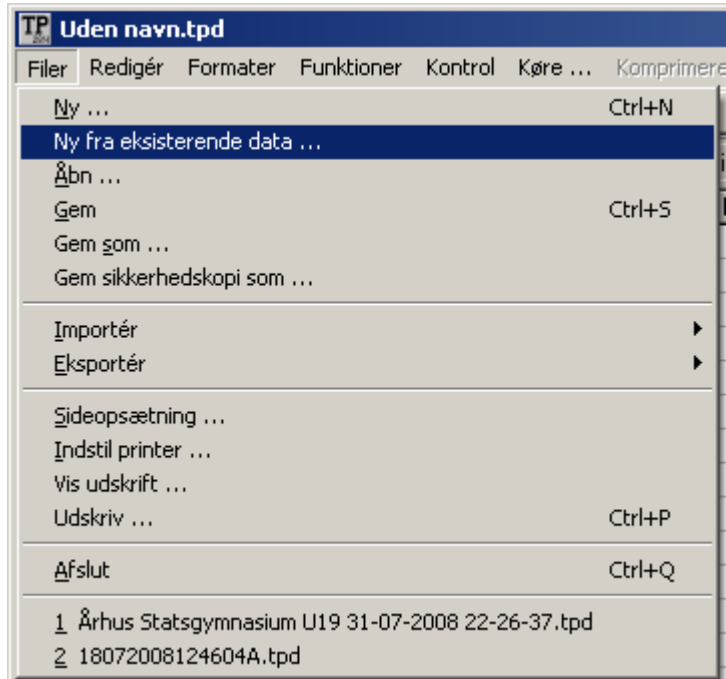 TP Uden navn.tpd
Filer Redigér Formater Funktioner Kontrol Køre ... Komprimere
Ny ... Ctrl+N
Ny fra eksisterende data ...
Åbn ...
Gem Ctrl+S
Gem som ...
Gem sikkerhedskopi som ...
Importér
Eksportér
Sideopsætning ...
Indstil printer ...
Vis udskrift ...
Udskriv ... Ctrl+P
Afslut Ctrl+Q
1 Århus Statsgymnasium U19 31-07-2008 22-26-37.tpd
2 18072008124604A.tpd